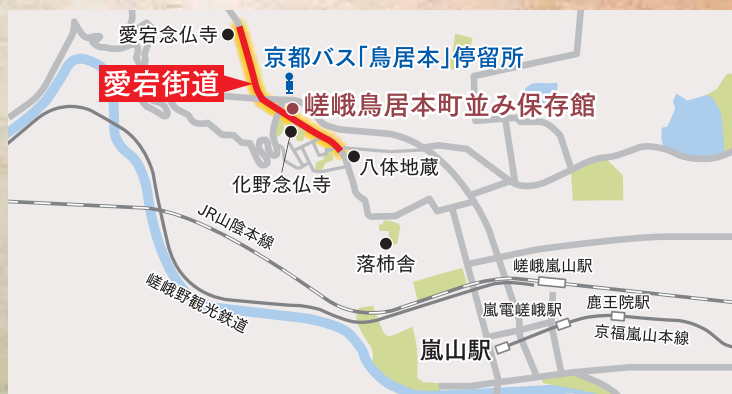 愛宕念仏寺
京都バス「鳥居本」停留所
愛宕街道
嵯峨鳥居本町並み保存館
八体地蔵
化野念仏寺
JR山陰本線
落柿舎
嵯峨野観光鉄道
嵯峨嵐山駅
嵐電嵯峨駅
鹿王院駅
京福嵐山本線
嵐山駅